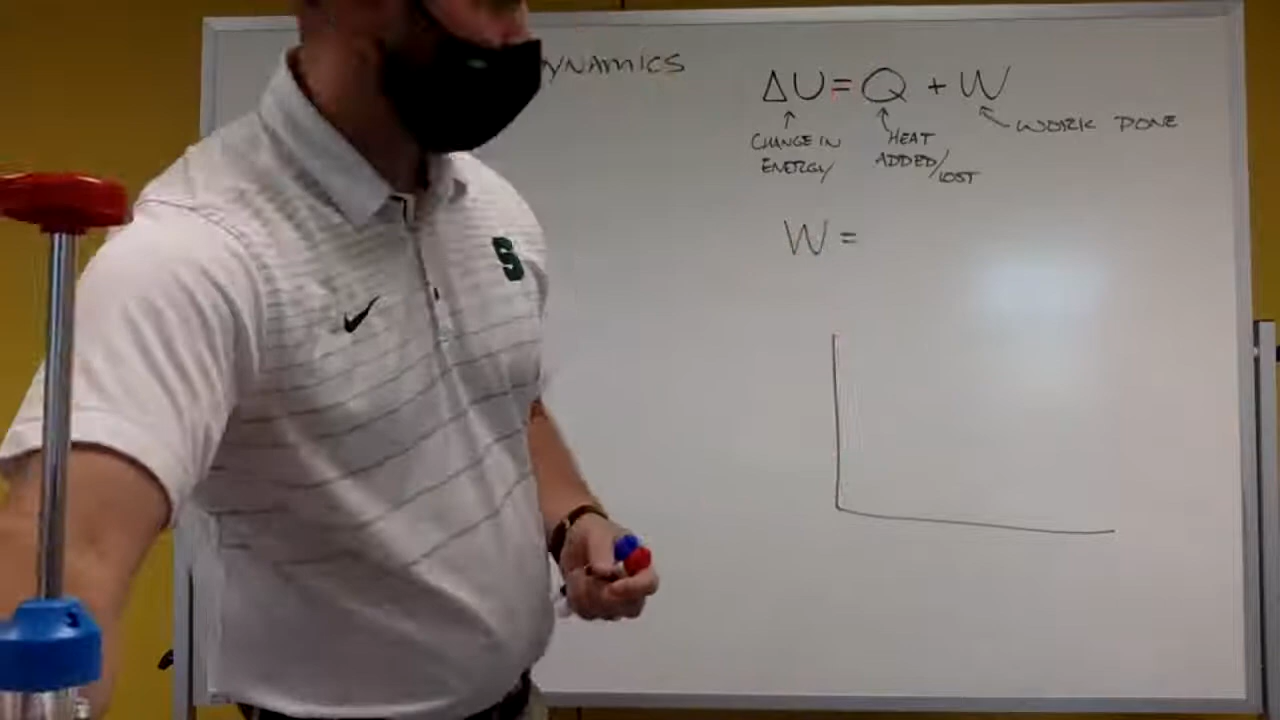 YNAMICS
ΔU = Q + W
↑ CHANGE IN ENERGY
↑ HEAT ADDED/LOST
↖ WORK DONE
W =
S